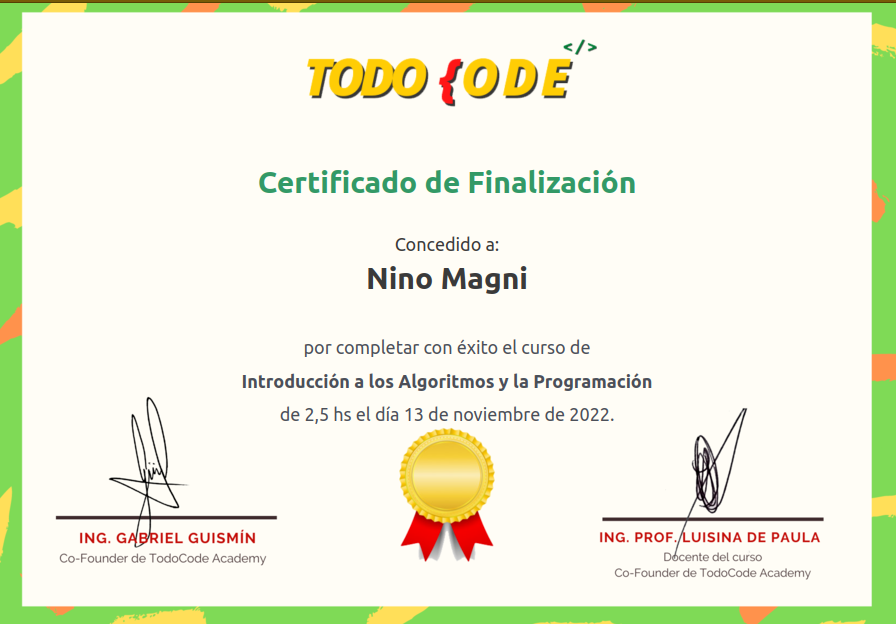 </>
TODO {ODE
Certificado de Finalización
Concedido a:
Nino Magni
por completar con éxito el curso de
Introducción a los Algoritmos y la Programación
de 2,5 hs el día 13 de noviembre de 2022.
ING. GABRIEL GUISMÍN
Co-Founder de TodoCode Academy
ING. PROF. LUISINA DE PAULA
Docente del curso
Co-Founder de TodoCode Academy